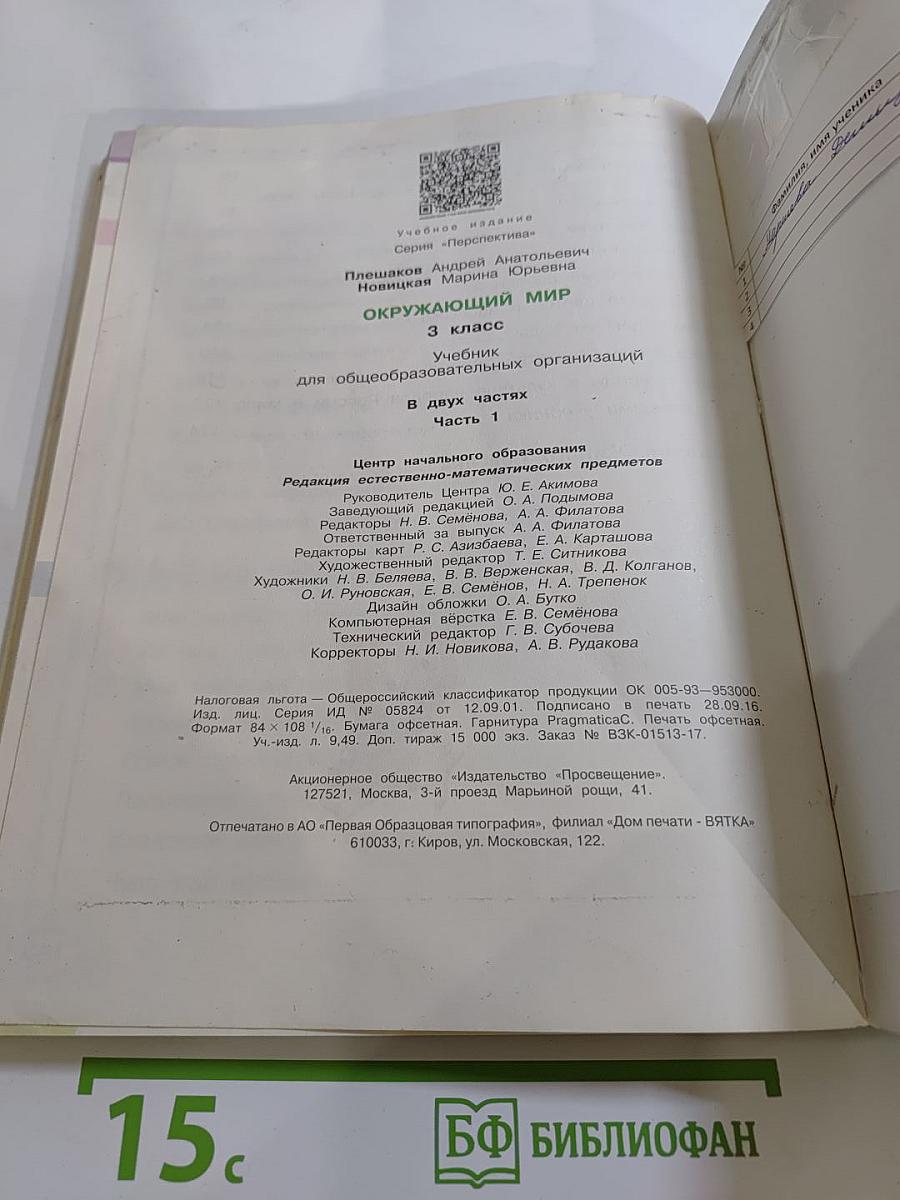 Учебное издание
Серия «Перспектива»
Плешаков Андрей Анатольевич
Новицкая Марина Юрьевна
ОКРУЖАЮЩИЙ МИР
3 класс
Учебник
для общеобразовательных организаций
В двух частях
Часть 1
Центр начального образования
Редакция естественно-математических предметов
Руководитель Центра Ю. Е. Акимова
Заведующий редакцией О. А. Подымова
Редакторы Н. В. Семёнова, А. А. Филатова
Ответственный за выпуск А. А. Филатова
Редакторы карт Р. С. Азизбаева, Е. А. Карташова
Художественный редактор Т. Е. Ситникова
Художники Н. В. Беляева, В. В. Верженская, В. Д. Колганов,
О. И. Руновская, Е. В. Семёнов, Н. А. Трепенок
Дизайн обложки О. А. Бутко
Компьютерная вёрстка Е. В. Семёнова
Технический редактор Г. В. Субочева
Корректоры Н. И. Новикова, А. В. Рудакова
Налоговая льгота — Общероссийский классификатор продукции ОК 005-93—953000.
Изд. лиц. Серия ИД № 05824 от 12.09.01. Подписано в печать 28.09.16.
Формат 84 × 108 1/16. Бумага офсетная. Гарнитура PragmaticaC. Печать офсетная.
Уч.-изд. л. 9,49. Доп. тираж 15 000 экз. Заказ № ВЗК-01513-17.
Акционерное общество «Издательство «Просвещение».
127521, Москва, 3-й проезд Марьиной рощи, 41.
Отпечатано в АО «Первая Образцовая типография», филиал «Дом печати - ВЯТКА»
610033, г. Киров, ул. Московская, 122.
№
Фамилия, имя ученика
1
2
3
4
15 с
БФ БИБЛИОФАН